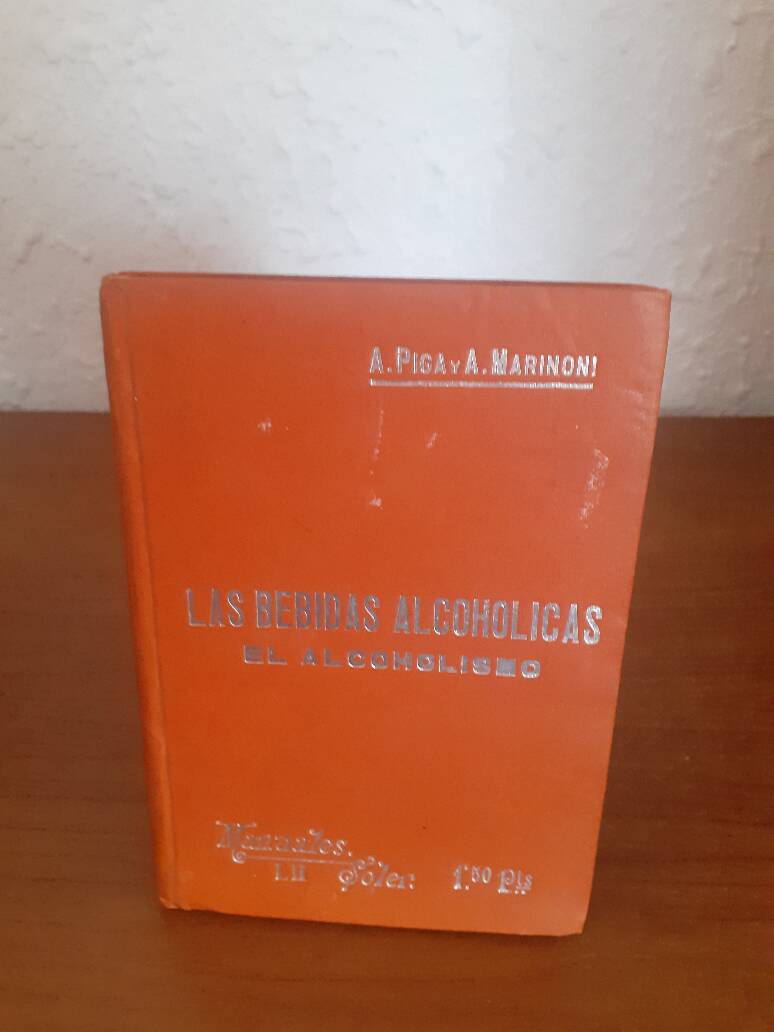 A. PIGA Y A. MARINONI
LAS BEBIDAS ALCOHOLICAS
EL ALCOHOLISMO
Manuales.
LII Soler. 1.50 Pts